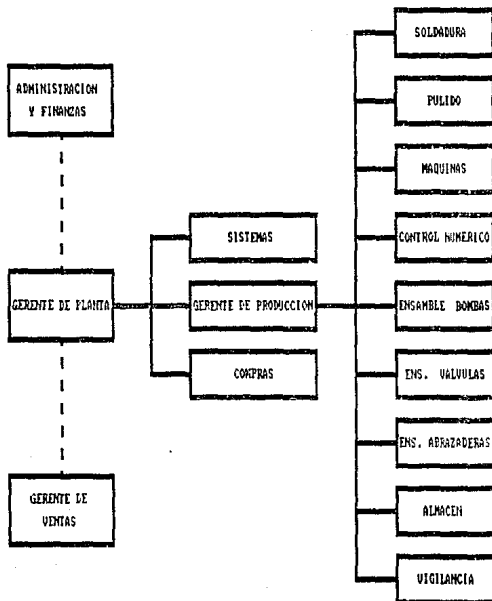 SOLDADURA
ADMINISTRACION
Y FINANZAS
PULIDO
MAQUINAS
SISTEMAS
CONTROL NUMERICO
GERENTE DE PLANTA
GERENTE DE PRODUCCION
ENSAMBLE BOMBAS
COMPRAS
ENS. VALVULAS
ENS. ABRAZADERAS
GERENTE DE
VENTAS
ALMACEN
VIGILANCIA